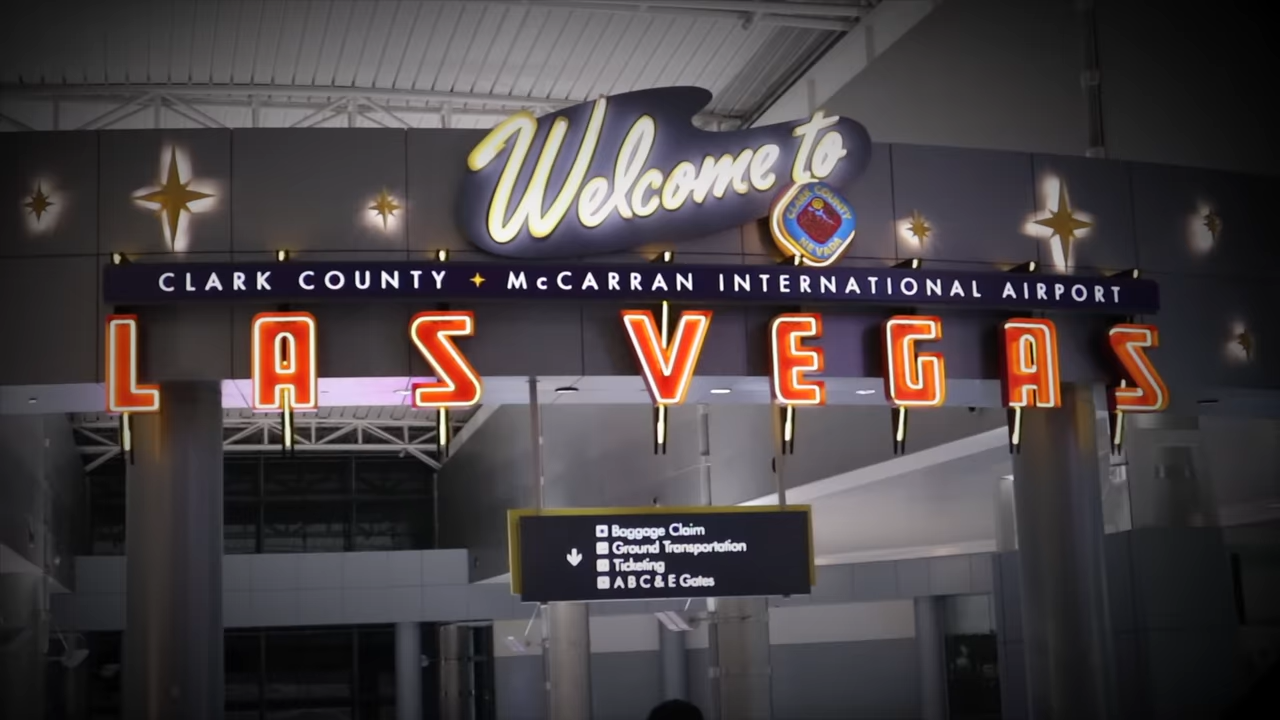 Welcome to
CLARK COUNTY
NEVADA
CLARK COUNTY McCARRAN INTERNATIONAL AIRPORT
LAS VEGAS
Baggage Claim
Ground Transportation
Ticketing
A B C & E Gates